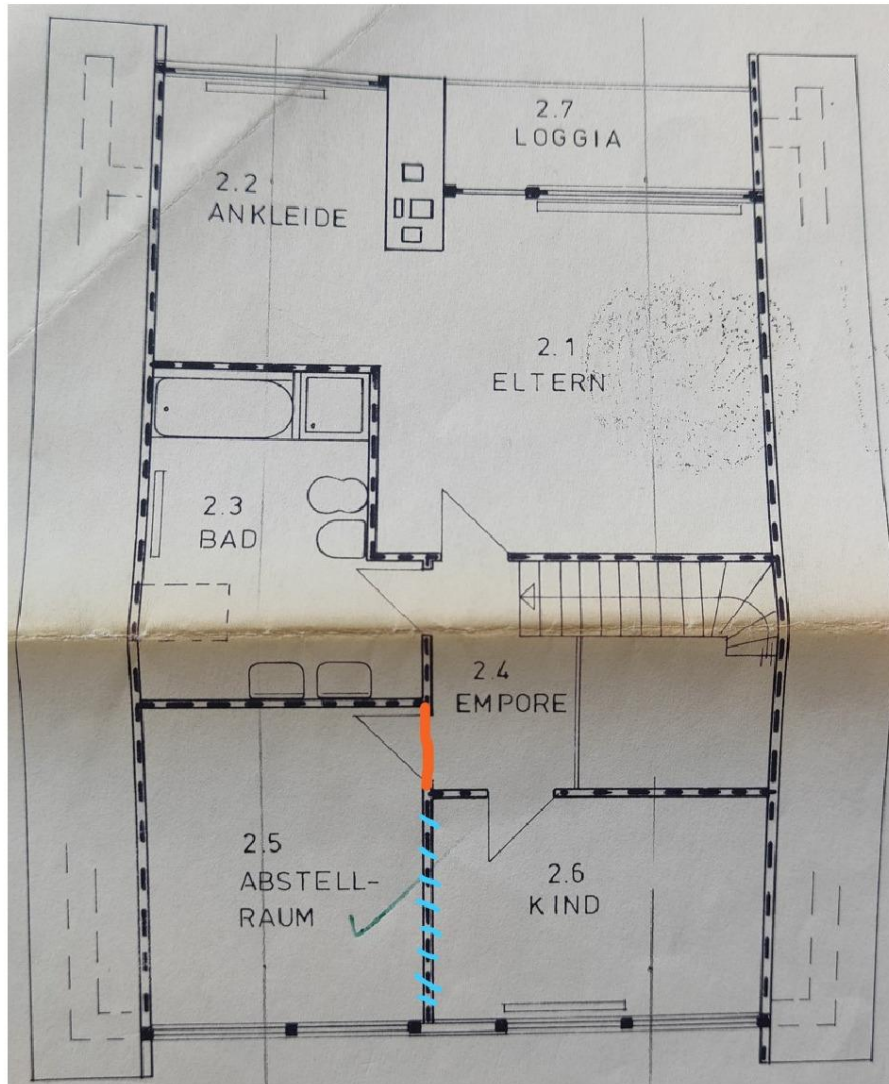 2.7
LOGGIA
2.2
ANKLEIDE
2.1
ELTERN
2.3
BAD
2.4
EMPORE
2.5
ABSTELL-
RAUM
2.6
KIND